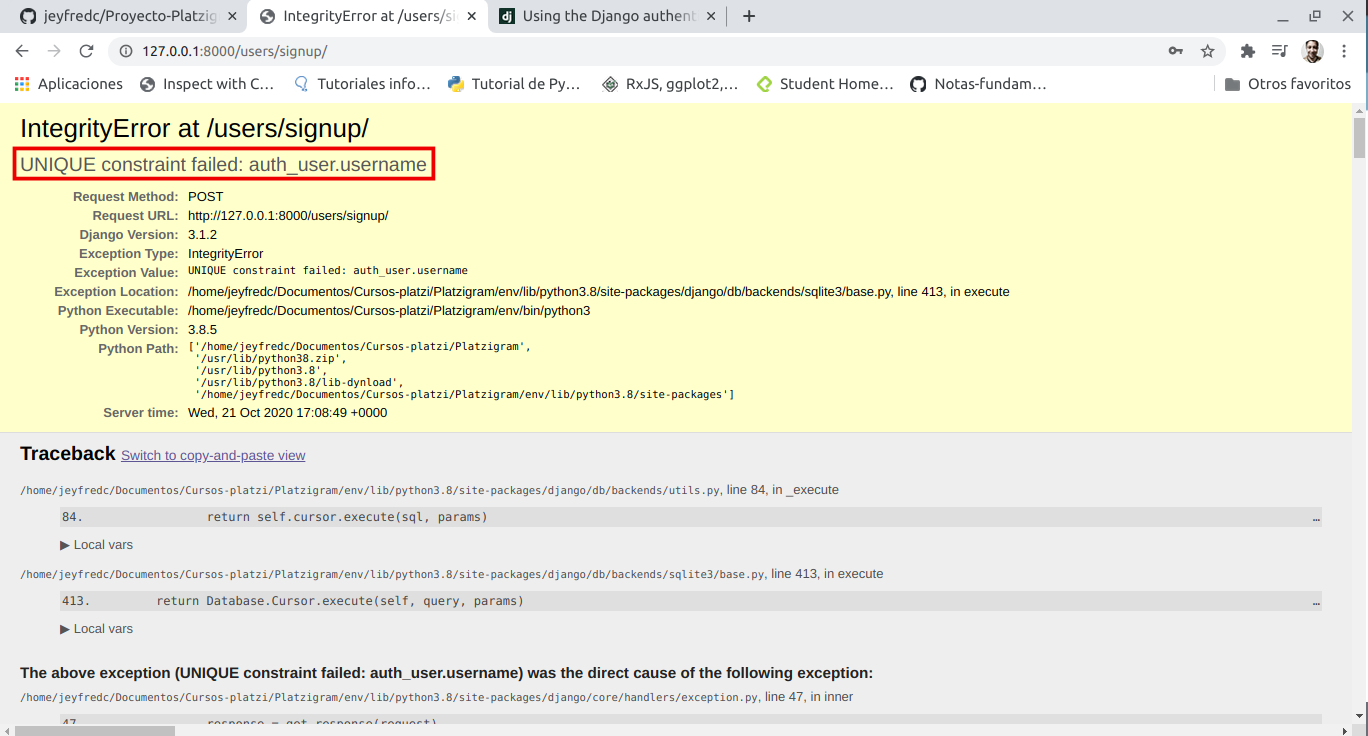 jeyfredc/Proyecto-Platzig
IntegrityError at /users/si
Using the Django authent
127.0.0.1:8000/users/signup/
Aplicaciones
Inspect with C...
Tutoriales info...
Tutorial de Py...
RxJS, ggplot2,...
Student Home...
Notas-fundam...
Otros favoritos
IntegrityError at /users/signup/
UNIQUE constraint failed: auth_user.username
Request Method: POST
Request URL: http://127.0.0.1:8000/users/signup/
Django Version: 3.1.2
Exception Type: IntegrityError
Exception Value: UNIQUE constraint failed: auth_user.username
Exception Location: /home/jeyfredc/Documentos/Cursos-platzi/Platzigram/env/lib/python3.8/site-packages/django/db/backends/sqlite3/base.py, line 413, in execute
Python Executable: /home/jeyfredc/Documentos/Cursos-platzi/Platzigram/env/bin/python3
Python Version: 3.8.5
Python Path: ['/home/jeyfredc/Documentos/Cursos-platzi/Platzigram',
'/usr/lib/python38.zip',
'/usr/lib/python3.8',
'/usr/lib/python3.8/lib-dynload',
'/home/jeyfredc/Documentos/Cursos-platzi/Platzigram/env/lib/python3.8/site-packages']
Server time: Wed, 21 Oct 2020 17:08:49 +0000
Traceback Switch to copy-and-paste view
/home/jeyfredc/Documentos/Cursos-platzi/Platzigram/env/lib/python3.8/site-packages/django/db/backends/utils.py, line 84, in _execute
84. return self.cursor.execute(sql, params) …
▶ Local vars
/home/jeyfredc/Documentos/Cursos-platzi/Platzigram/env/lib/python3.8/site-packages/django/db/backends/sqlite3/base.py, line 413, in execute
413. return Database.Cursor.execute(self, query, params) …
▶ Local vars
The above exception (UNIQUE constraint failed: auth_user.username) was the direct cause of the following exception:
/home/jeyfredc/Documentos/Cursos-platzi/Platzigram/env/lib/python3.8/site-packages/django/core/handlers/exception.py, line 47, in inner
47. response = get_response(request)